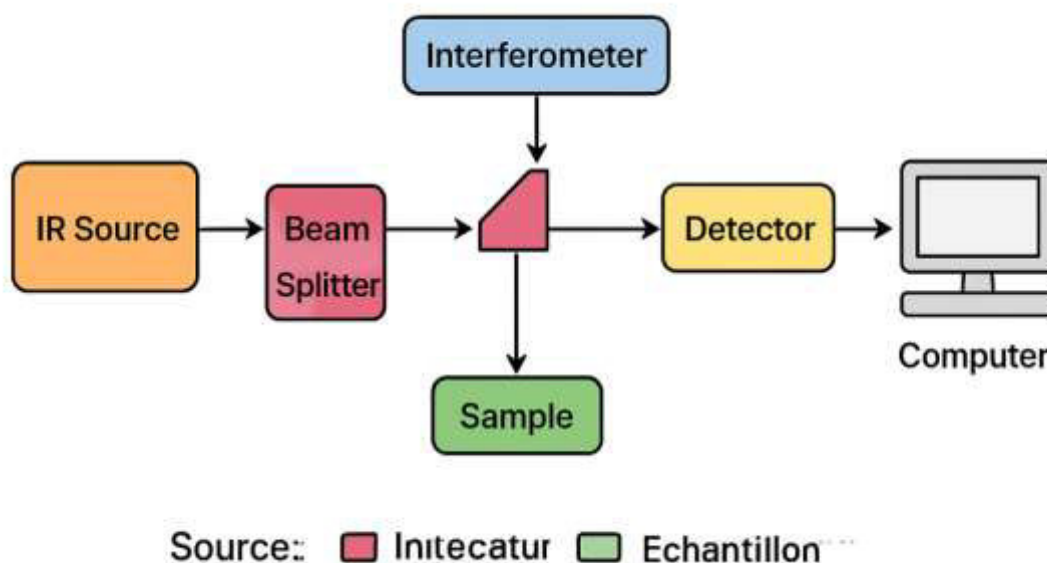 Interferometer
IR Source
Beam
Splitter
Detector
Computer
Sample
Source:: Initecatur Echantillon